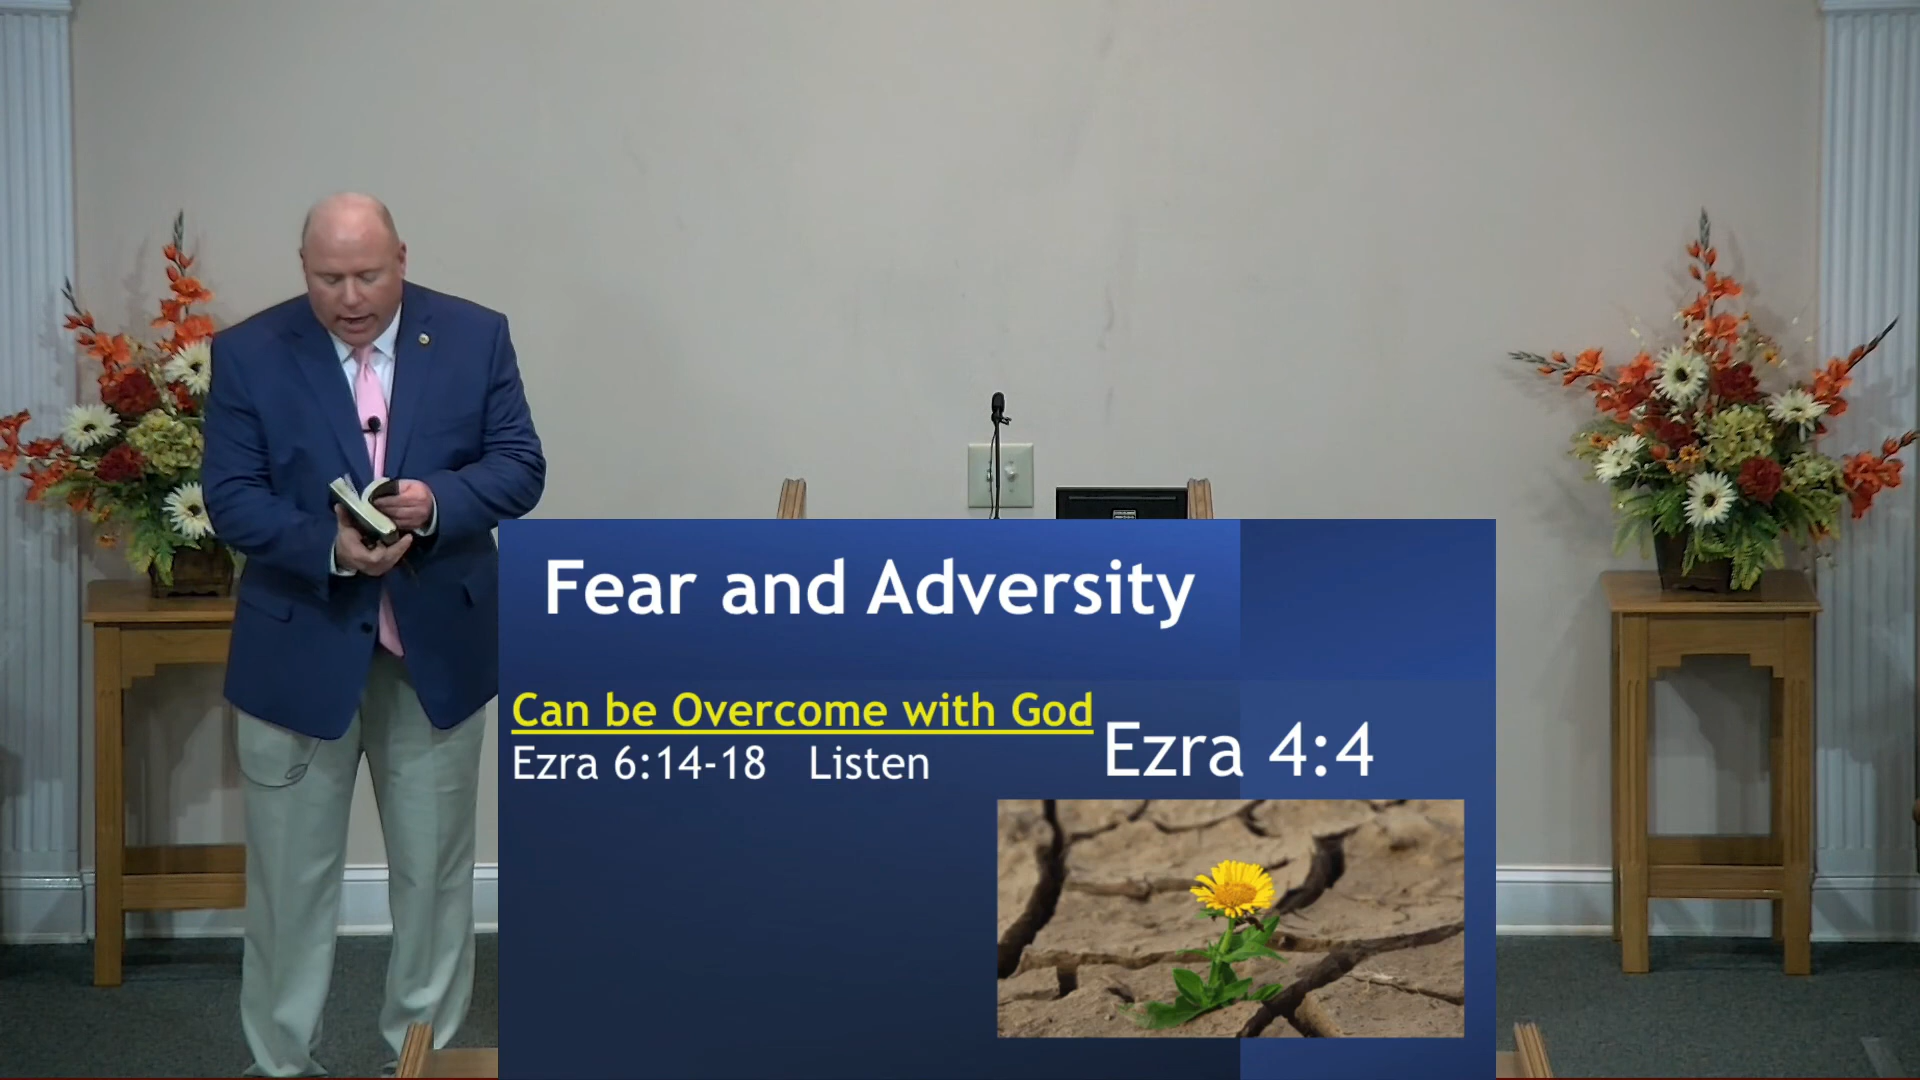 Fear and Adversity
Can be Overcome with God
Ezra 6:14-18 Listen
Ezra 4:4